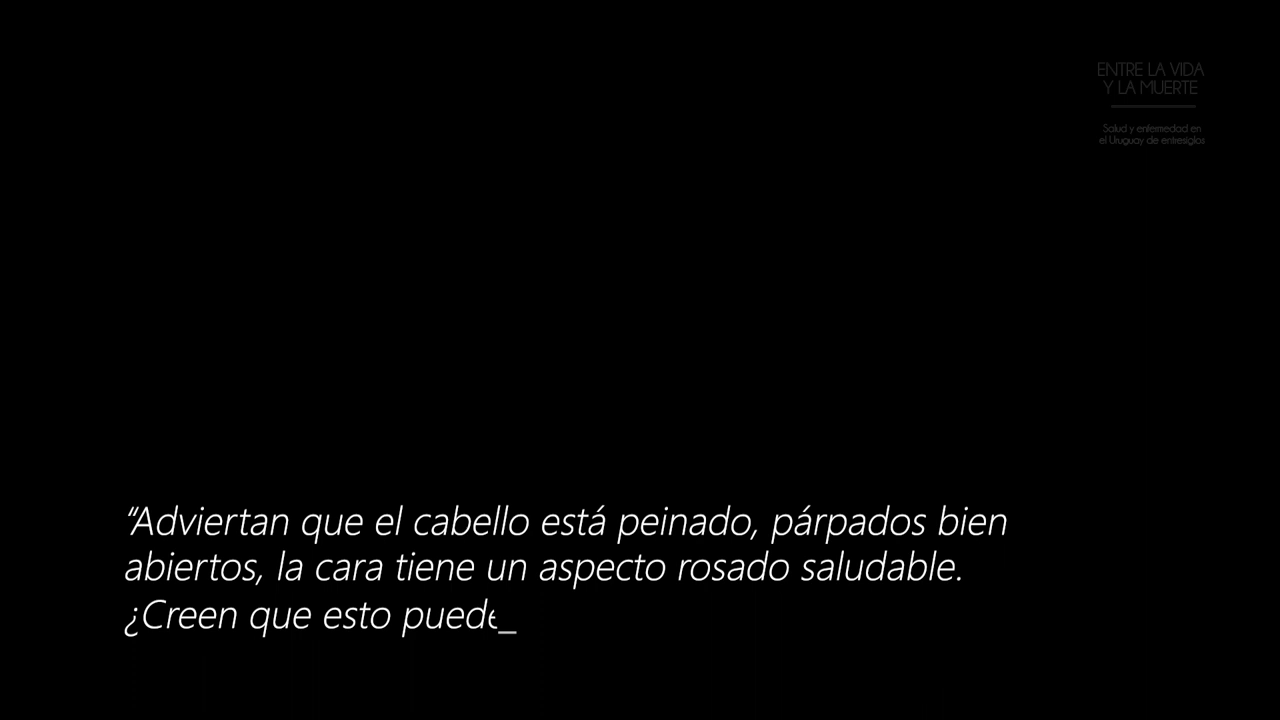 ENTRE LA VIDA
Y LA MUERTE
Salud y enfermedad en
el Uruguay de entresiglos
“Adviertan que el cabello está peinado, párpados bien
abiertos, la cara tiene un aspecto rosado saludable.
¿Creen que esto puede_